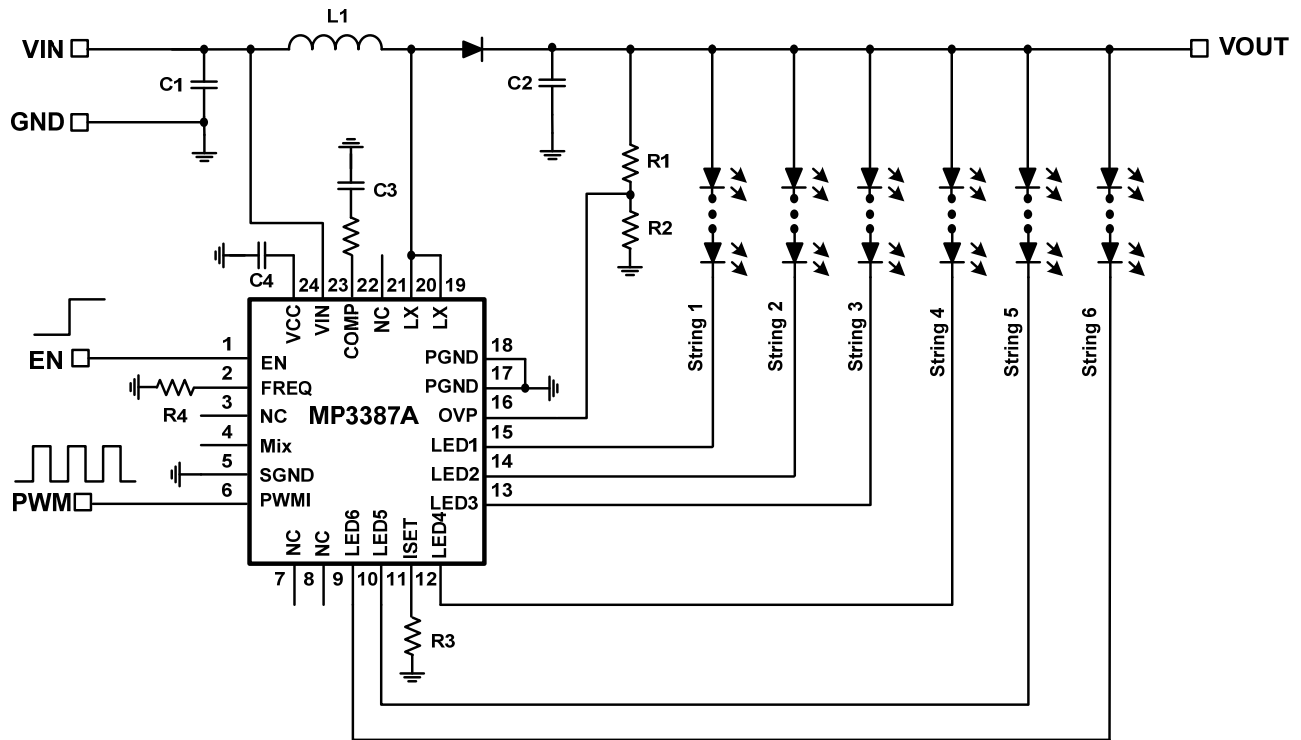 L1
VIN
VOUT
C1
C2
GND
R1
C3
R2
C4
24 23 22 21 20 19
VCC
VIN
COMP
NC
LX
LX
String 1
String 2
String 3
String 4
String 5
String 6
EN
1
EN
PGND
18
2
FREQ
PGND
17
R4
3
NC
MP3387A
OVP
16
4
Mix
LED1
15
5
SGND
LED2
14
PWM
6
PWMI
LED3
13
NC
NC
LED6
LED5
ISET
LED4
7 8 9 10 11 12
R3